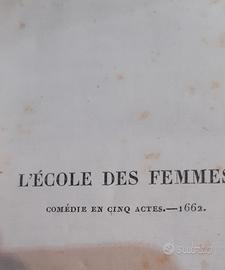 L'ÉCOLE DES FEMMES
COMÉDIE EN CINQ ACTES.—1662.
subito